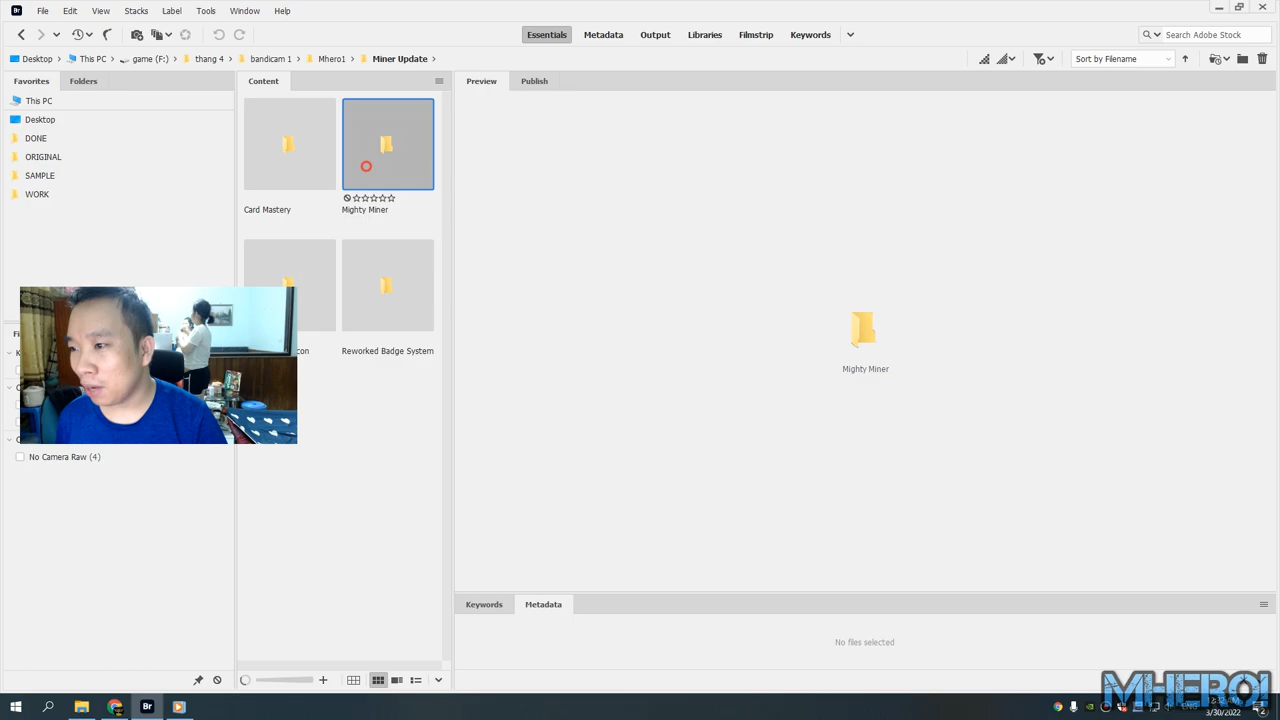 Br File Edit View Stacks Label Tools Window Help
Essentials Metadata Output Libraries Filmstrip Keywords Search Adobe Stock
Desktop This PC game (F:) thang 4 bandicam 1 Mhero1 Miner Update Sort by Filename
Favorites Folders Content Preview Publish
This PC
Desktop
DONE
ORIGINAL
SAMPLE
WORK
Card Mastery Mighty Miner
Reworked Badge System
Mighty Miner
No Camera Raw (4)
Keywords Metadata
No files selected
MHERO1
Br
3/30/2022
2